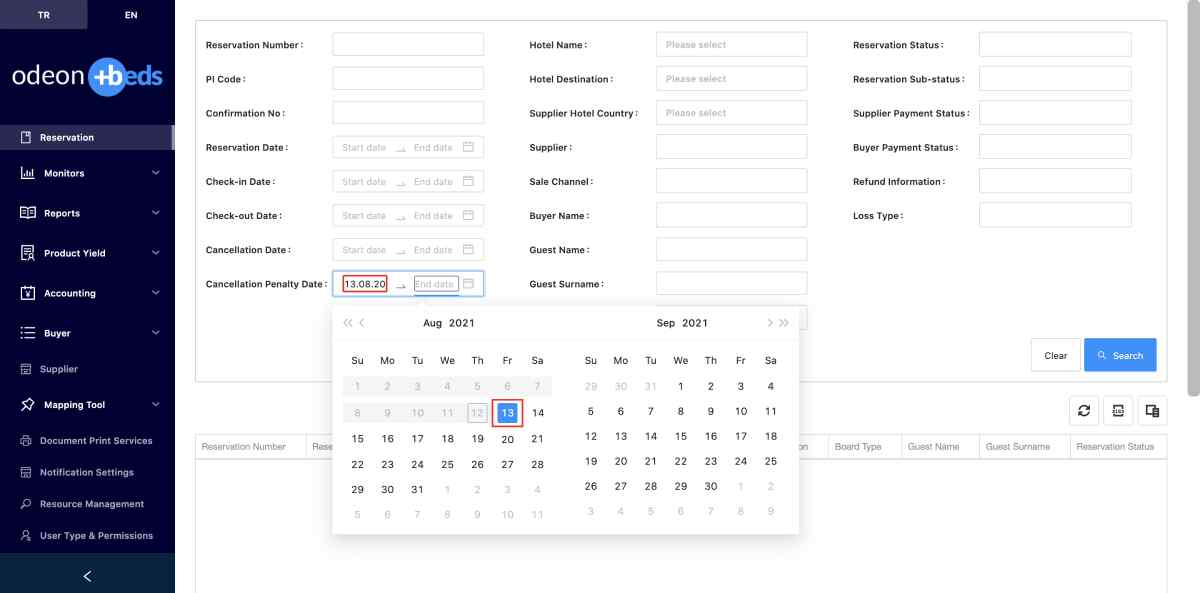 TR EN
odeon +beds
Reservation
Monitors
Reports
Product Yield
Accounting
Buyer
Supplier
Mapping Tool
Document Print Services
Notification Settings
Resource Management
User Type & Permissions
Reservation Number :
PI Code :
Confirmation No :
Reservation Date : Start date End date
Check-in Date : Start date End date
Check-out Date : Start date End date
Cancellation Date : Start date End date
Cancellation Penalty Date : 13.08.20 End date
Hotel Name : Please select
Hotel Destination : Please select
Supplier Hotel Country : Please select
Supplier :
Sale Channel :
Buyer Name :
Guest Name :
Guest Surname :
Reservation Status :
Reservation Sub-status :
Supplier Payment Status :
Buyer Payment Status :
Refund Information :
Loss Type :
Clear Search
Aug 2021
Su Mo Tu We Th Fr Sa
1 2 3 4 5 6 7
8 9 10 11 12 13 14
15 16 17 18 19 20 21
22 23 24 25 26 27 28
29 30 31 1 2 3 4
5 6 7 8 9 10 11
Sep 2021
Su Mo Tu We Th Fr Sa
29 30 31 1 2 3 4
5 6 7 8 9 10 11
12 13 14 15 16 17 18
19 20 21 22 23 24 25
26 27 28 29 30 1 2
3 4 5 6 7 8 9
Reservation Number Rese on Board Type Guest Name Guest Surname Reservation Status